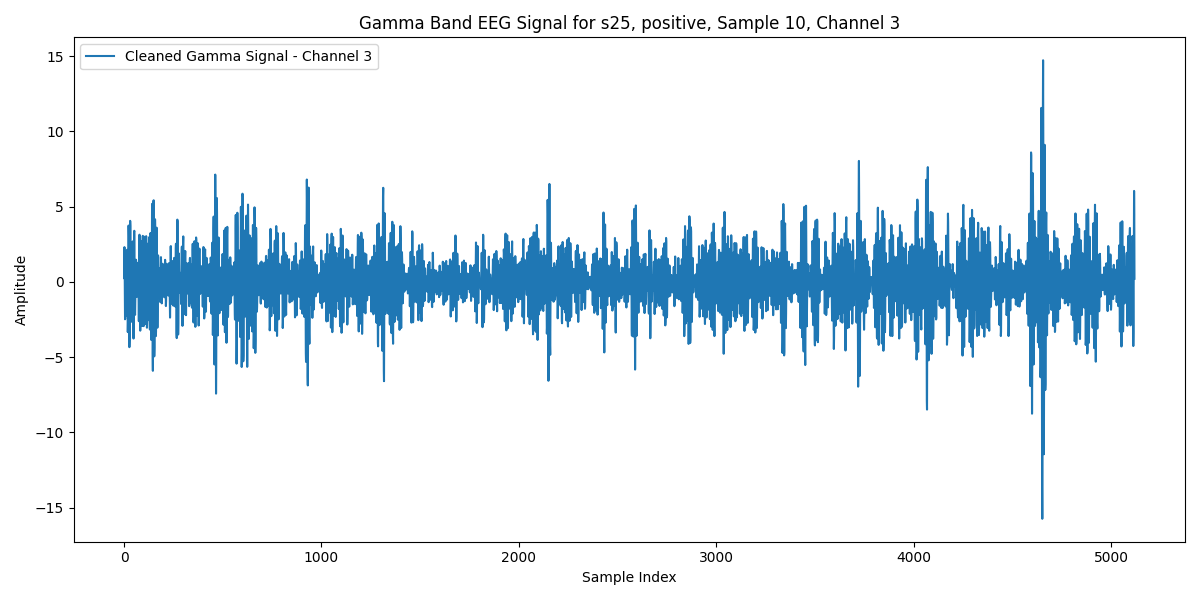 Gamma Band EEG Signal for s25, positive, Sample 10, Channel 3
Cleaned Gamma Signal - Channel 3
15
10
5
0
−5
−10
−15
Amplitude
0 1000 2000 3000 4000 5000
Sample Index